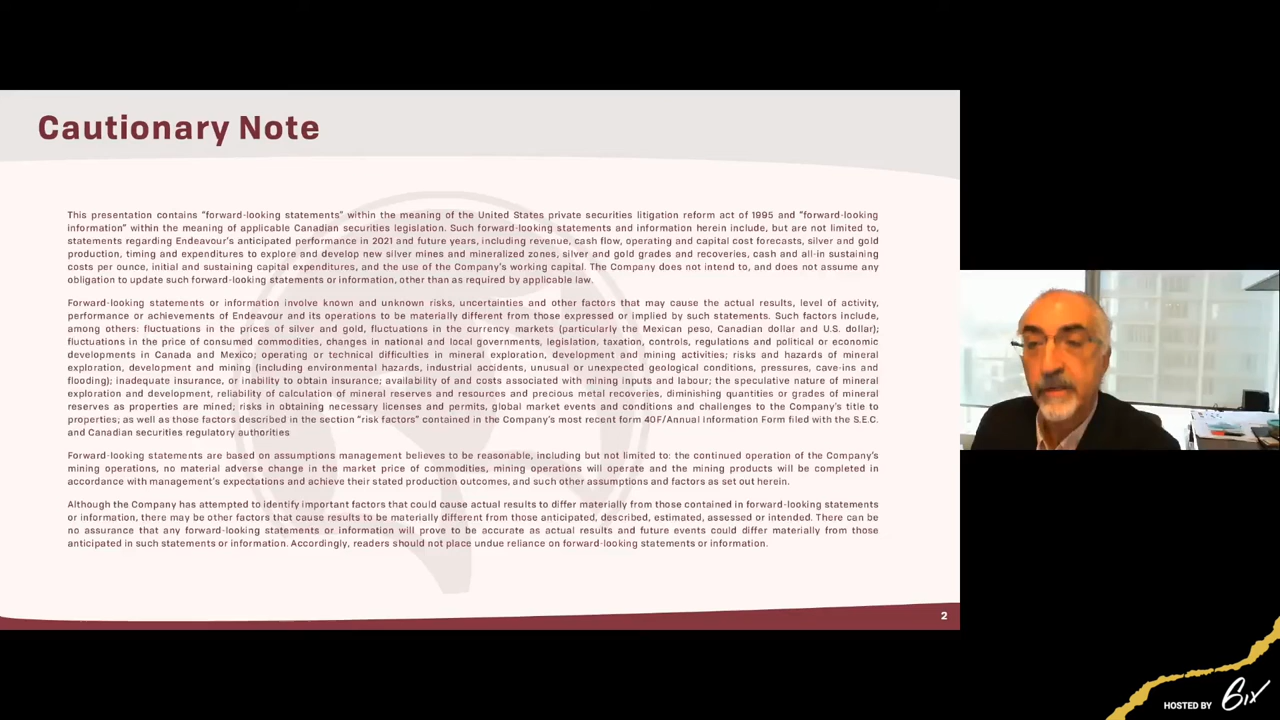 Cautionary Note
This presentation contains "forward-looking statements" within the meaning of the United States private securities litigation reform act of 1995 and "forward-looking
information" within the meaning of applicable Canadian securities legislation. Such forward-looking statements and information herein include, but are not limited to,
statements regarding Endeavour's anticipated performance in 2021 and future years, including revenue, cash flow, operating and capital cost forecasts, silver and gold
production, timing and expenditures to explore and develop new silver mines and mineralized zones, silver and gold grades and recoveries, cash and all-in sustaining
costs per ounce, initial and sustaining capital expenditures, and the use of the Company's working capital. The Company does not intend to, and does not assume any
obligation to update such forward-looking statements or information, other than as required by applicable law.
Forward-looking statements or information involve known and unknown risks, uncertainties and other factors that may cause the actual results, level of activity,
performance or achievements of Endeavour and its operations to be materially different from those expressed or implied by such statements. Such factors include,
among others: fluctuations in the prices of silver and gold, fluctuations in the currency markets (particularly the Mexican peso, Canadian dollar and U.S. dollar);
fluctuations in the price of consumed commodities, changes in national and local governments, legislation, taxation, controls, regulations and political or economic
developments in Canada and Mexico; operating or technical difficulties in mineral exploration, development and mining activities; risks and hazards of mineral
exploration, development and mining (including environmental hazards, industrial accidents, unusual or unexpected geological conditions, pressures, cave-ins and
flooding); inadequate insurance, or inability to obtain insurance; availability of and costs associated with mining inputs and labour; the speculative nature of mineral
exploration and development, reliability of calculation of mineral reserves and resources and precious metal recoveries, diminishing quantities or grades of mineral
reserves as properties are mined; risks in obtaining necessary licenses and permits, global market events and conditions and challenges to the Company's title to
properties; as well as those factors described in the section "risk factors" contained in the Company's most recent form 40F/Annual Information Form filed with the S.E.C.
and Canadian securities regulatory authorities
Forward-looking statements are based on assumptions management believes to be reasonable, including but not limited to: the continued operation of the Company's
mining operations, no material adverse change in the market price of commodities, mining operations will operate and the mining products will be completed in
accordance with management's expectations and achieve their stated production outcomes, and such other assumptions and factors as set out herein.
Although the Company has attempted to identify important factors that could cause actual results to differ materially from those contained in forward-looking statements
or information, there may be other factors that cause results to be materially different from those anticipated, described, estimated, assessed or intended. There can be
no assurance that any forward-looking statements or information will prove to be accurate as actual results and future events could differ materially from those
anticipated in such statements or information. Accordingly, readers should not place undue reliance on forward-looking statements or information.
2
HOSTED BY 6ix